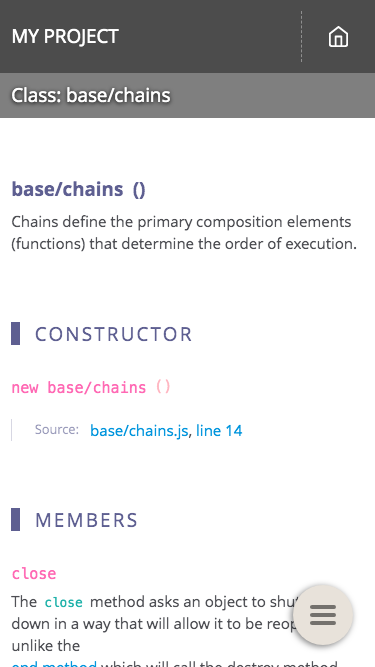 MY PROJECT
Class: base/chains
base/chains ()
Chains define the primary composition elements
(functions) that determine the order of execution.
CONSTRUCTOR
new base/chains ()
Source: base/chains.js, line 14
MEMBERS
close
The close method asks an object to shut
down in a way that will allow it to be
unlike the
end method which will call the destroy method